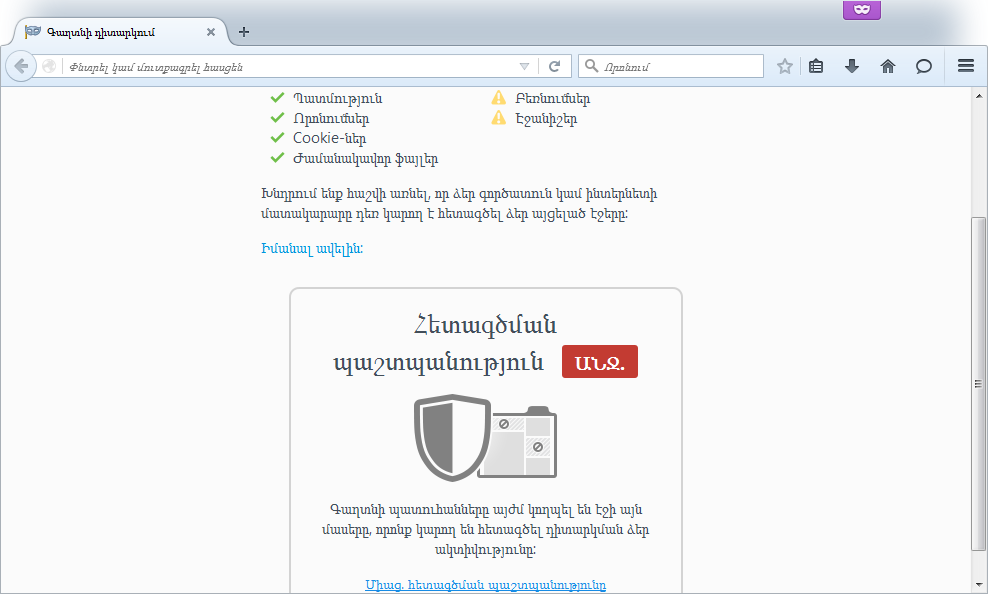 Գաղտնի դիտարկում
Փնտրել կամ մուտքագրել հասցեն
Որոնում
Պատմություն
Որոնումներ
Cookie-ներ
Ժամանակավոր ֆայլեր
Բեռնումներ
Էջանիշեր
Խնդրում ենք հաշվի առնել, որ ձեր գործատուն կամ ինտերնետի
մատակարարը դեռ կարող է հետագծել ձեր այցելած էջերը:
Իմանալ ավելին:
Հետագծման
պաշտպանություն ԱՆՋ.
Գաղտնի պատուհանները այժմ կողպել են էջի այն
մասերը, որոնք կարող են հետագծել դիտարկման ձեր
ակտիվությունը:
Միաց. հետագծման պաշտպանությունը